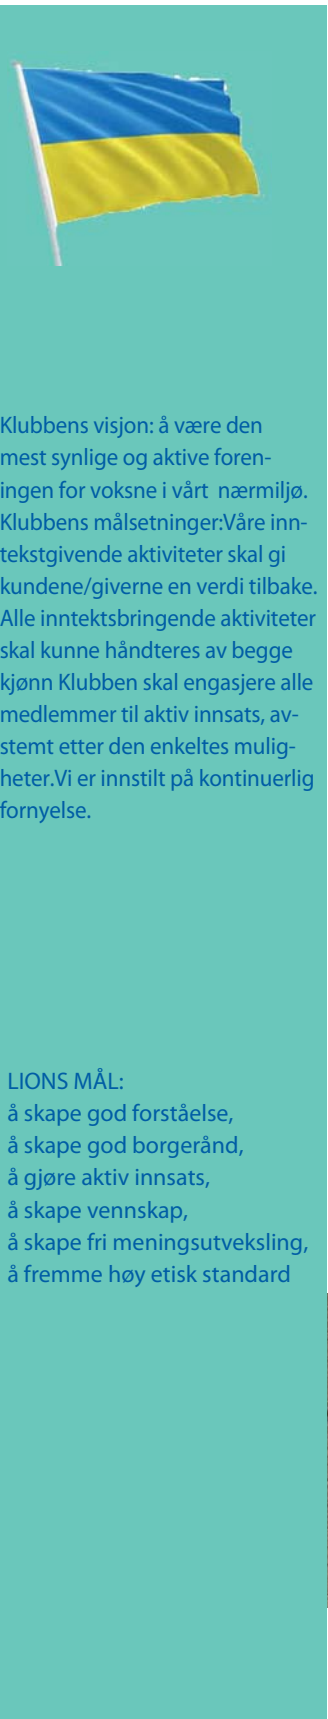 Klubbens visjon: å være den
mest synlige og aktive foren-
ingen for voksne i vårt  nærmiljø.
Klubbens målsetninger:Våre inn-
tekstgivende aktiviteter skal gi
kundene/giverne en verdi tilbake.
Alle inntektsbringende aktiviteter
skal kunne håndteres av begge
kjønn Klubben skal engasjere alle
medlemmer til aktiv innsats, av-
stemt etter den enkeltes mulig-
heter.Vi er innstilt på kontinuerlig
fornyelse.
LIONS MÅL:
å skape god forståelse,
å skape god borgerånd,
å gjøre aktiv innsats,
å skape vennskap,
å skape fri meningsutveksling,
å fremme høy etisk standard